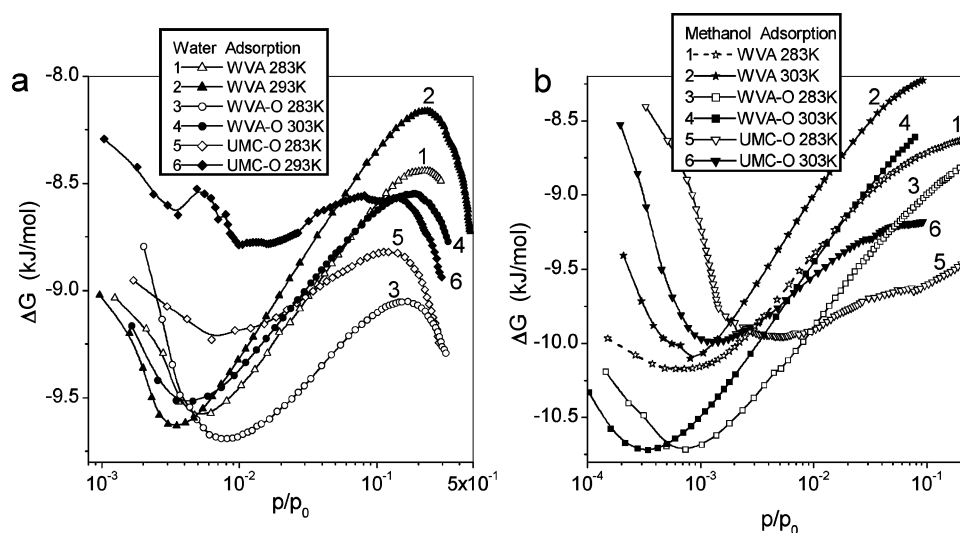 a
Water Adsorption
1 WVA 283K
2 WVA 293K
3 WVA-O 283K
4 WVA-O 303K
5 UMC-O 283K
6 UMC-O 293K
-8.0
-8.5
-9.0
-9.5
ΔG (kJ/mol)
2
1
5
4
6
3
10⁻³
10⁻²
10⁻¹
5x10⁻¹
p/p₀
b
Methanol Adsorption
1 WVA 283K
2 WVA 303K
3 WVA-O 283K
4 WVA-O 303K
5 UMC-O 283K
6 UMC-O 303K
-8.5
-9.0
-9.5
-10.0
-10.5
ΔG (kJ/mol)
2
4
1
3
6
5
10⁻⁴
10⁻³
10⁻²
10⁻¹
p/p₀